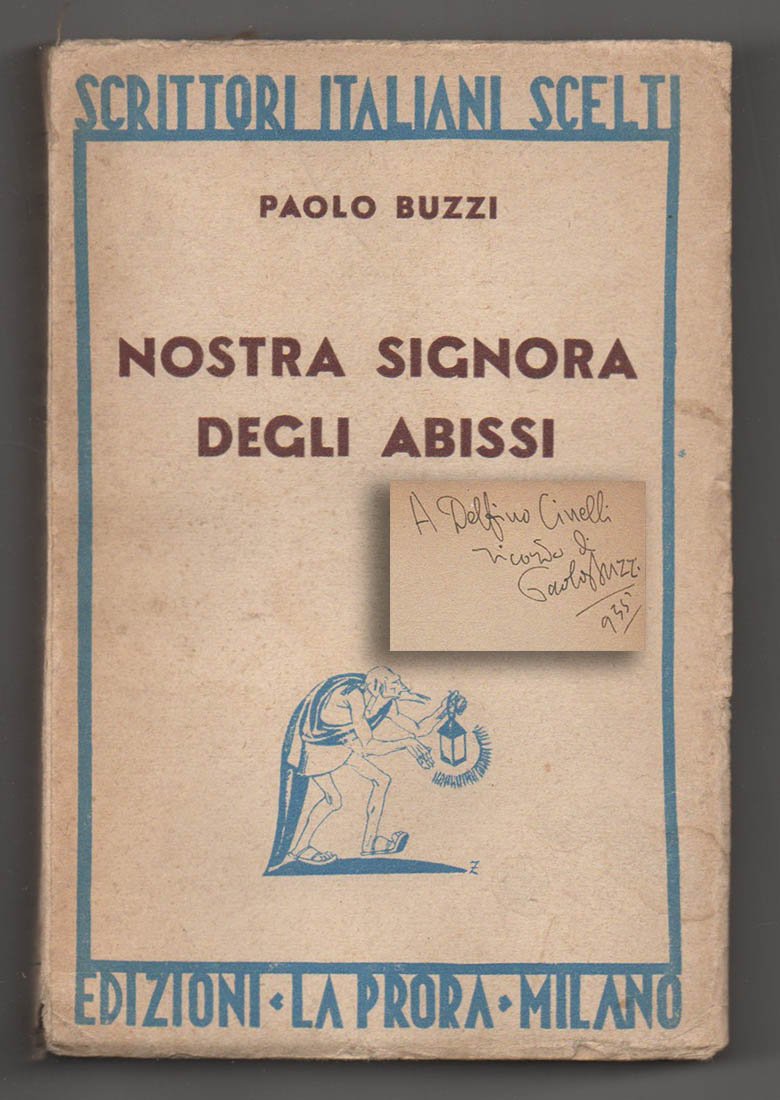 SCRITTORI ITALIANI SCELTI
PAOLO BUZZI
NOSTRA SIGNORA
DEGLI ABISSI
A Delfino Cinelli
ricordo di
Paolo Buzzi
935
Z
EDIZIONI · LA PRORA · MILANO